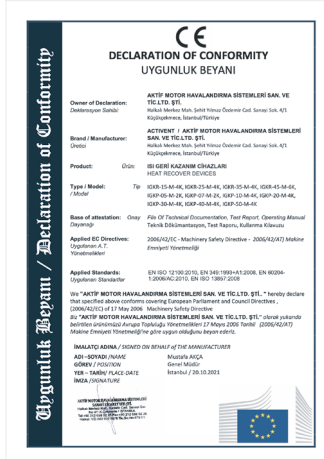 CE
DECLARATION OF CONFORMITY
UYGUNLUK BEYANI
Uygunluk Beyanı / Declaration of Conformity
Owner of Declaration:
Deklarasyon Sahibi
AKTİF MOTOR HAVALANDIRMA SİSTEMLERİ SAN. VE
TİC.LTD. ŞTİ.
Halkalı Merkez Mah. Şehit Yılmaz Özdemir Cad. Sanayi Sok. 4/1
Küçükçekmece, İstanbul/Türkiye
Brand / Manufacturer:
Üretici
ACTIVENT / AKTİF MOTOR HAVALANDIRMA SİSTEMLERİ
SAN. VE TİC.LTD. ŞTİ.
Halkalı Merkez Mah. Şehit Yılmaz Özdemir Cad. Sanayi Sok. 4/1
Küçükçekmece, İstanbul/Türkiye
Product: Ürün:
ISI GERİ KAZANIM CİHAZLARI
HEAT RECOVER DEVICES
Type / Model: Tip
/ Model
IGKR-15-M-4K, IGKR-25-M-4K, IGKR-35-M-4K, IGKR-45-M-6K,
IGKP-05-M-2K, IGKP-07-M-2K, IGKP-10-M-4K, IGKP-20-M-4K,
IGKP-30-M-4K, IGKP-40-M-4K, IGKP-50-M-4K
Base of attestation: Onay
Dayanağı
File Of Technical Documentation, Test Report, Operating Manual
Teknik Dökümantasyon, Test Raporu, Kullanma Kılavuzu
Applied EC Directives:
Uygulanan A.T.
Yönetmelikleri
2006/42/EC - Machinery Safety Directive - 2006/42/AT) Makine
Emniyeti Yönetmeliği
Applied Standards:
Uygulanan Standartlar
EN ISO 12100:2010, EN 349:1993+A1:2008, EN 60204-
1:2006/AC:2010, EN ISO 13857:2008
We "AKTİF MOTOR HAVALANDIRMA SİSTEMLERİ SAN. VE TİC.LTD. ŞTİ.." hereby declare
that specified above conforms covering European Parliament and Council Directives ,
(2006/42/EC) of 17 May 2006 Machinery Safety Directive
Biz "AKTİF MOTOR HAVALANDIRMA SİSTEMLERİ SAN. VE TİC.LTD. ŞTİ." olarak yukarıda
belirtilen ürünümüzü Avrupa Topluluğu Yönetmelikleri 17 Mayıs 2006 Tarihli (2006/42/AT)
Makine Emniyeti Yönetmeliği'ne göre uygun olduğunu beyan ederiz.
İMALATÇI ADINA / SIGNED ON BEHALF of THE MANUFACTURER
ADI –SOYADI /NAME Mustafa AKÇA
GÖREV / POSITION Genel Müdür
YER – TARİH/ PLACE-DATE İstanbul / 20.10.2021
İMZA /SIGNATURE